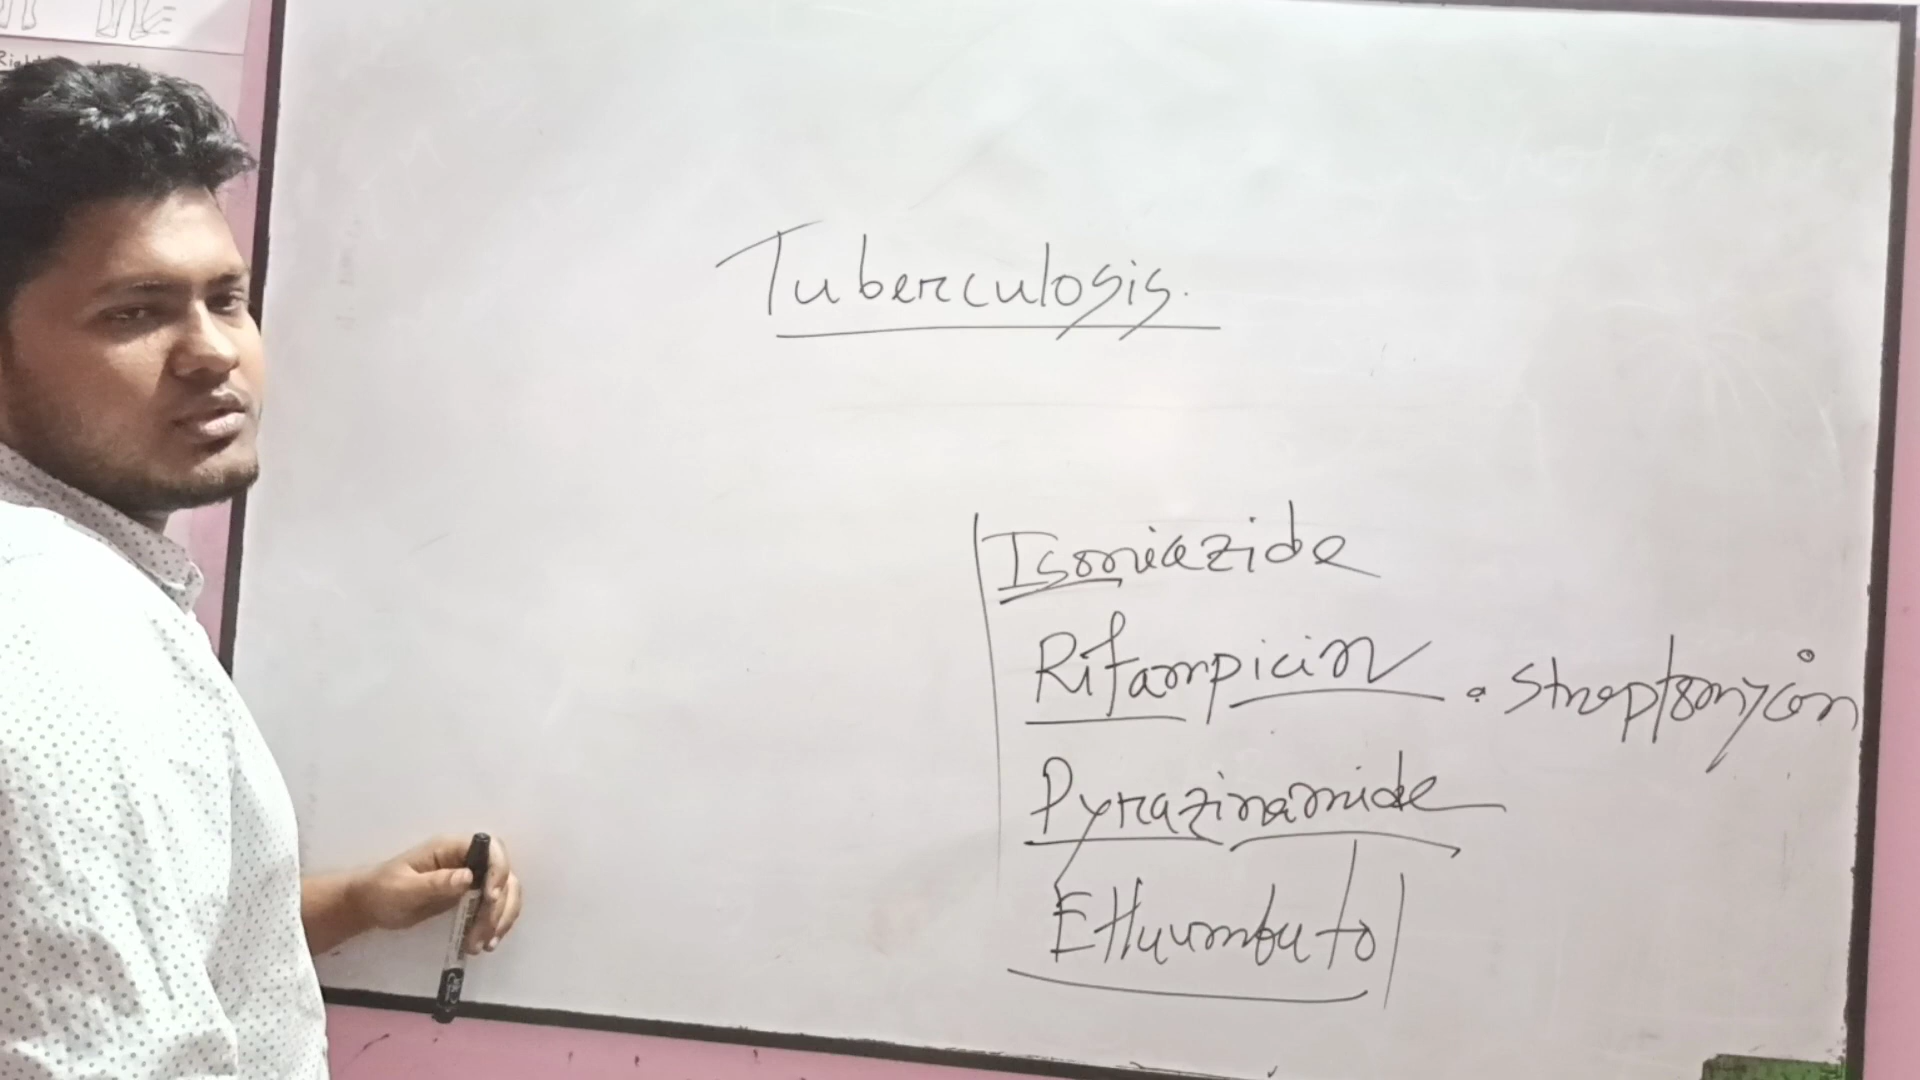 Tuberculosis.
Isoniazide
Rifampicin
• Streptomycin
Pyrazinamide
Ethambutol